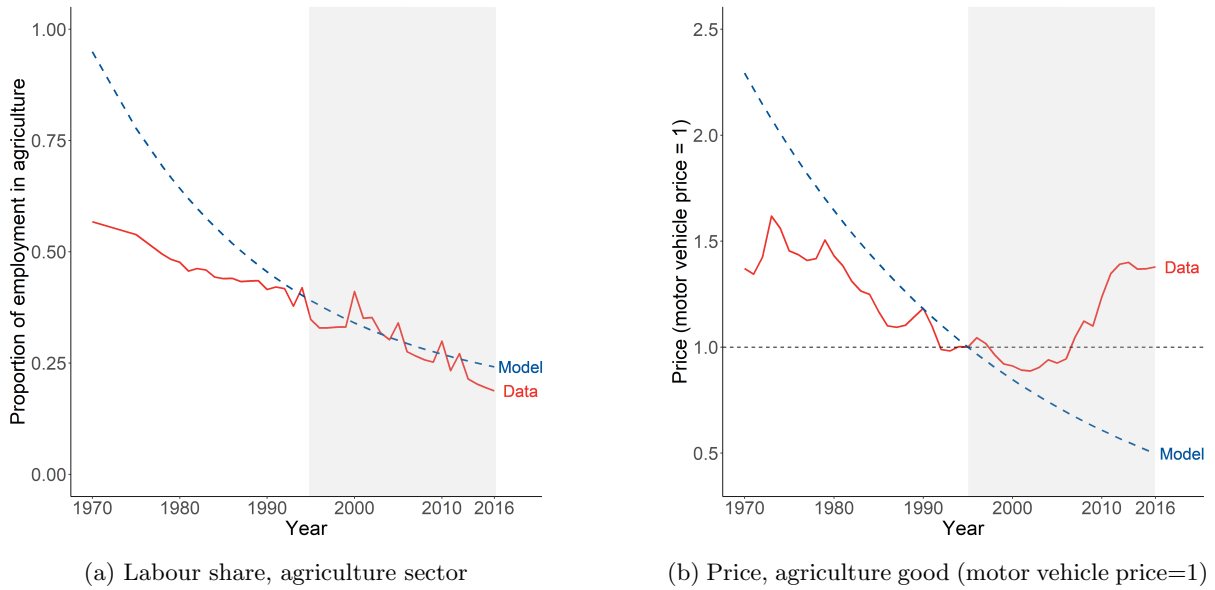 Proportion of employment in agriculture
1.00
0.75
0.50
0.25
0.00
Model
Data
1970 1980 1990 2000 2010 2016
Year
(a) Labour share, agriculture sector
Price (motor vehicle price = 1)
2.5
2.0
1.5
1.0
0.5
Data
Model
1970 1980 1990 2000 2010 2016
Year
(b) Price, agriculture good (motor vehicle price=1)